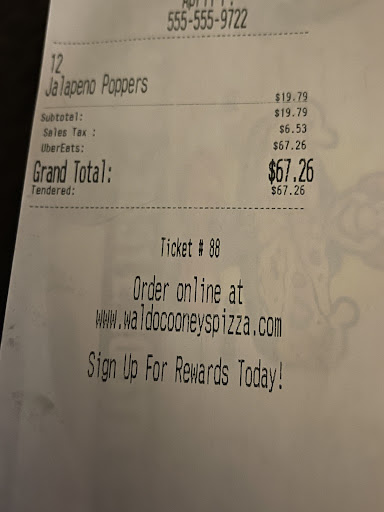 April F.
555-555-9722
12
Jalapeno Poppers
$19.79
Subtotal: $19.79
Sales Tax : $6.53
UberEats: $67.26
Grand Total: $67.26
Tendered: $67.26
Ticket # 88
Order online at
www.waldocooneyspizza.com
Sign Up For Rewards Today!